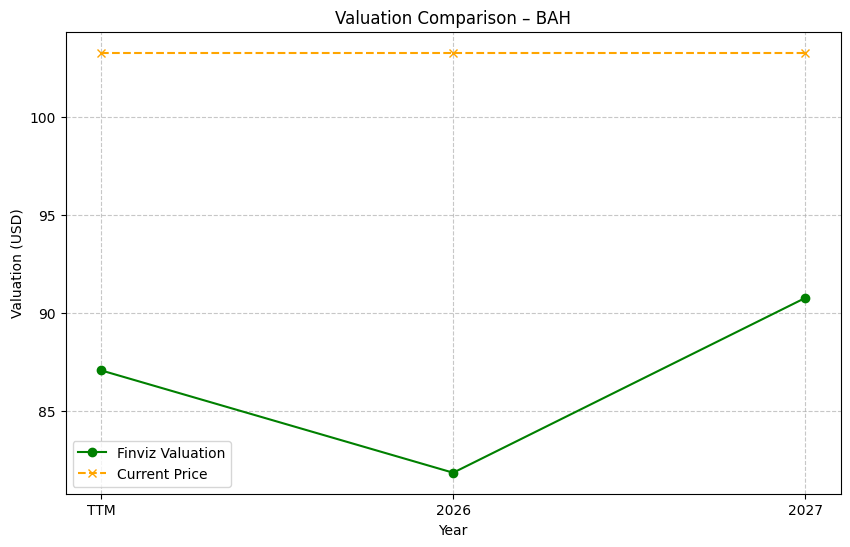 Valuation Comparison – BAH
Valuation (USD)
100
95
90
85
Finviz Valuation
Current Price
TTM
2026
2027
Year